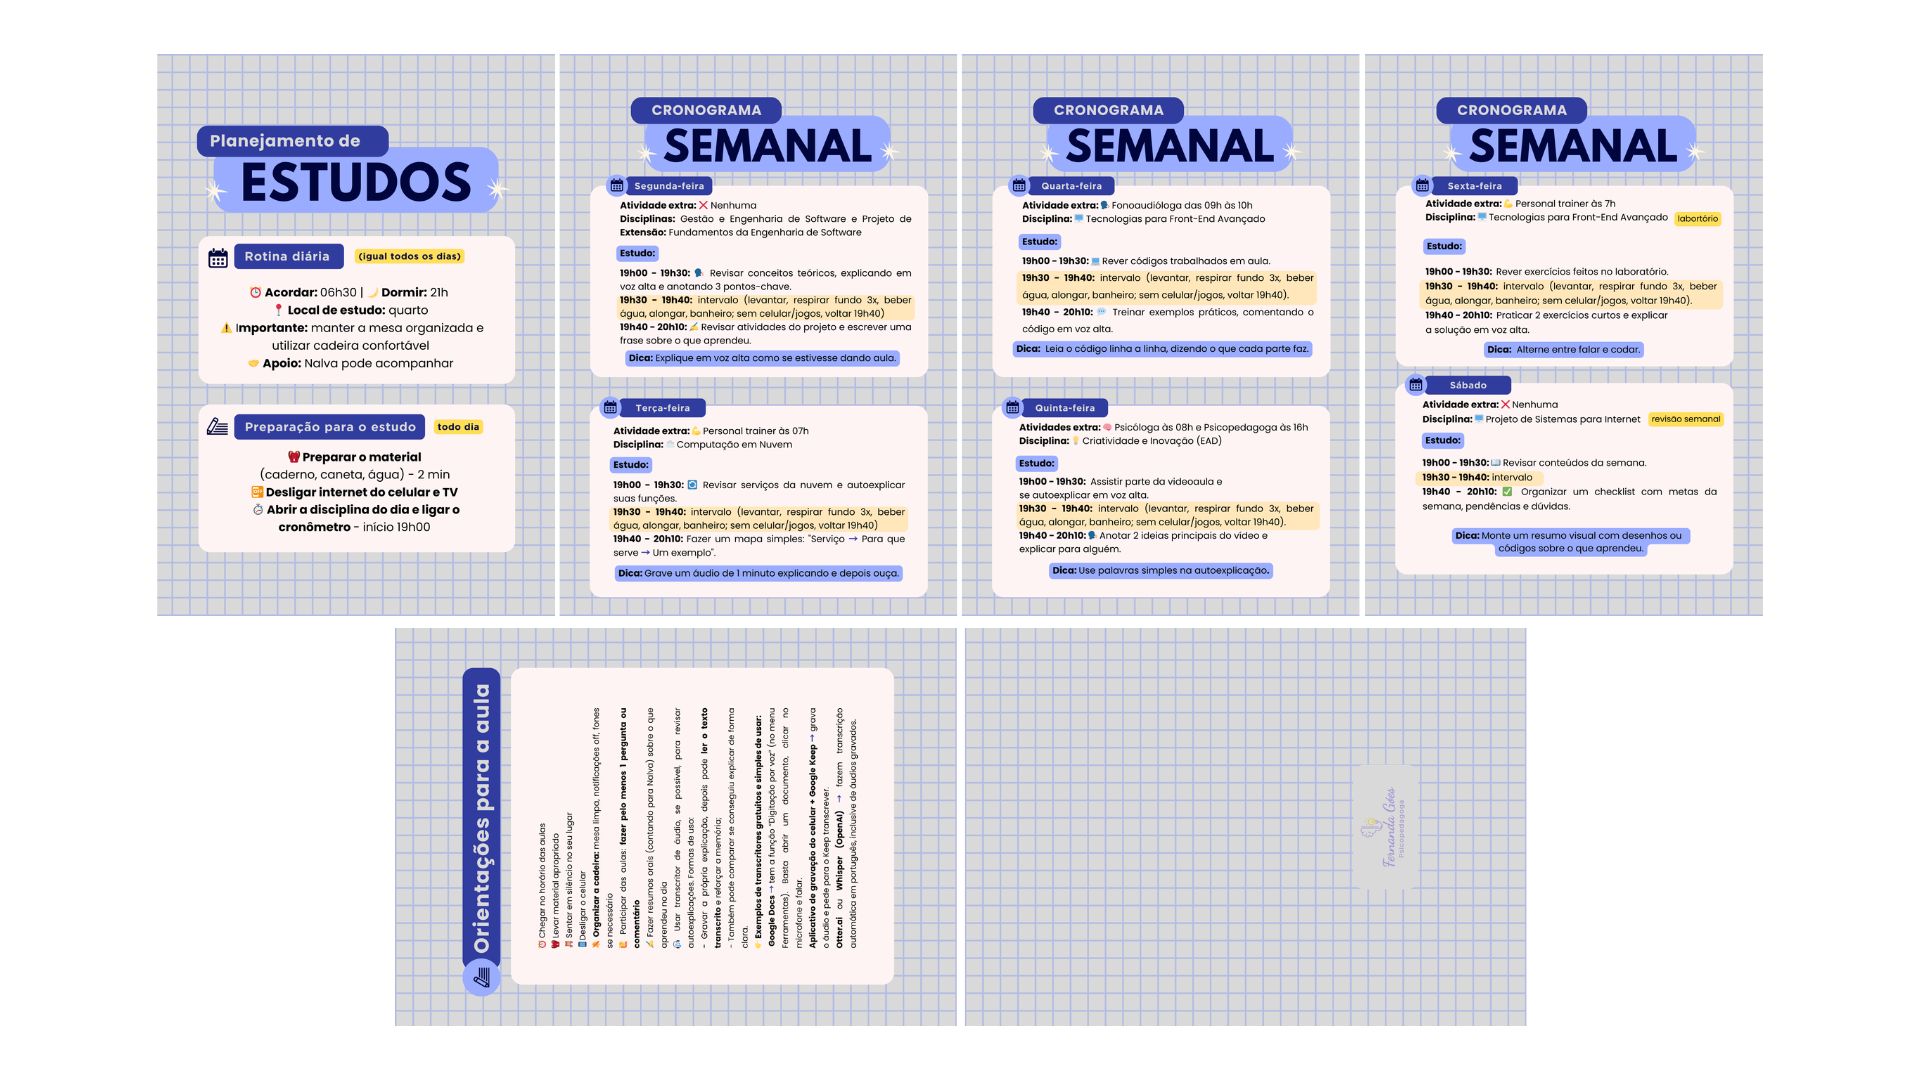 Planejamento de
ESTUDOS
Rotina diária
(igual todos os dias)
⏰ Acordar: 06h30 | 🌙 Dormir: 21h
📍 Local de estudo: quarto
⚠️ Importante: manter a mesa organizada e
utilizar cadeira confortável
🤝 Apoio: Nalva pode acompanhar
Preparação para o estudo
todo dia
🎒 Preparar o material
(caderno, caneta, água) - 2 min
📴 Desligar internet do celular e TV
⏱️ Abrir a disciplina do dia e ligar o
cronômetro - início 19h00
CRONOGRAMA
SEMANAL
Segunda-feira
Atividade extra: ❌ Nenhuma
Disciplinas: Gestão e Engenharia de Software e Projeto de
Extensão: Fundamentos da Engenharia de Software
Estudo:
19h00 - 19h30: 🗣️ Revisar conceitos teóricos, explicando em
voz alta e anotando 3 pontos-chave.
19h30 - 19h40: intervalo (levantar, respirar fundo 3x, beber
água, alongar, banheiro; sem celular/jogos, voltar 19h40)
19h40 - 20h10: ✍️ Revisar atividades do projeto e escrever uma
frase sobre o que aprendeu.
Dica: Explique em voz alta como se estivesse dando aula.
Terça-feira
Atividade extra: 💪 Personal trainer às 07h
Disciplina: ☁️ Computação em Nuvem
Estudo:
19h00 - 19h30: 🔄 Revisar serviços da nuvem e autoexplicar
suas funções.
19h30 - 19h40: intervalo (levantar, respirar fundo 3x, beber
água, alongar, banheiro; sem celular/jogos, voltar 19h40)
19h40 - 20h10: Fazer um mapa simples: "Serviço → Para que
serve → Um exemplo".
Dica: Grave um áudio de 1 minuto explicando e depois ouça.
CRONOGRAMA
SEMANAL
Quarta-feira
Atividade extra: 🗣️ Fonoaudióloga das 09h às 10h
Disciplina: 🖥️ Tecnologias para Front-End Avançado
Estudo:
19h00 - 19h30: 💻 Rever códigos trabalhados em aula.
19h30 - 19h40: intervalo (levantar, respirar fundo 3x, beber
água, alongar, banheiro; sem celular/jogos, voltar 19h40).
19h40 - 20h10: 💬 Treinar exemplos práticos, comentando o
código em voz alta.
Dica: Leia o código linha a linha, dizendo o que cada parte faz.
Quinta-feira
Atividades extra: 🧠 Psicóloga às 08h e Psicopedagoga às 16h
Disciplina: 💡 Criatividade e Inovação (EAD)
Estudo:
19h00 - 19h30: Assistir parte da videoaula e
se autoexplicar em voz alta.
19h30 - 19h40: intervalo (levantar, respirar fundo 3x, beber
água, alongar, banheiro; sem celular/jogos, voltar 19h40).
19h40 - 20h10: 🗣️ Anotar 2 ideias principais do vídeo e
explicar para alguém.
Dica: Use palavras simples na autoexplicação.
CRONOGRAMA
SEMANAL
Sexta-feira
Atividade extra: 💪 Personal trainer às 7h
Disciplina: 🖥️ Tecnologias para Front-End Avançado labortório
Estudo:
19h00 - 19h30: Rever exercícios feitos no laboratório.
19h30 - 19h40: intervalo (levantar, respirar fundo 3x, beber
água, alongar, banheiro; sem celular/jogos, voltar 19h40).
19h40 - 20h10: Praticar 2 exercícios curtos e explicar
a solução em voz alta.
Dica: Alterne entre falar e codar.
Sábado
Atividade extra: ❌ Nenhuma
Disciplina: 🖥️ Projeto de Sistemas para Internet revisão semanal
Estudo:
19h00 - 19h30: 📖 Revisar conteúdos da semana.
19h30 - 19h40: intervalo
19h40 - 20h10: ✅ Organizar um checklist com metas da
semana, pendências e dúvidas.
Dica: Monte um resumo visual com desenhos ou
códigos sobre o que aprendeu.
Orientações para a aula
⏰ Chegar no horário das aulas
🎒 Levar material apropriado
🪑 Sentar em silêncio no seu lugar
📱 Desligar o celular
Organizar a cadeira: mesa limpa, notificações off, fones
se necessário
🙋 Participar das aulas: fazer pelo menos 1 pergunta ou
comentário
📝 Fazer resumos orais (contando para Nalva) sobre o que
aprendeu no dia
🎧 Usar transcritor de áudio, se possível, para revisar
autoexplicações. Formas de uso:
- Gravar a própria explicação, depois pode ler o texto
transcrito e reforçar a memória;
- Também pode comparar se conseguiu explicar de forma
clara.
👉 Exemplos de transcritores gratuitos e simples de usar:
Google Docs → tem a função "Digitação por voz" (no menu
Ferramentas). Basta abrir um documento, clicar no
microfone e falar.
Aplicativo de gravação do celular + Google Keep → grava
o áudio e pede para o Keep transcrever.
Otter.ai ou Whisper (OpenAI) → fazem transcrição
automática em português, inclusive de áudios gravados.
Fernanda Góes
Psicopedagoga